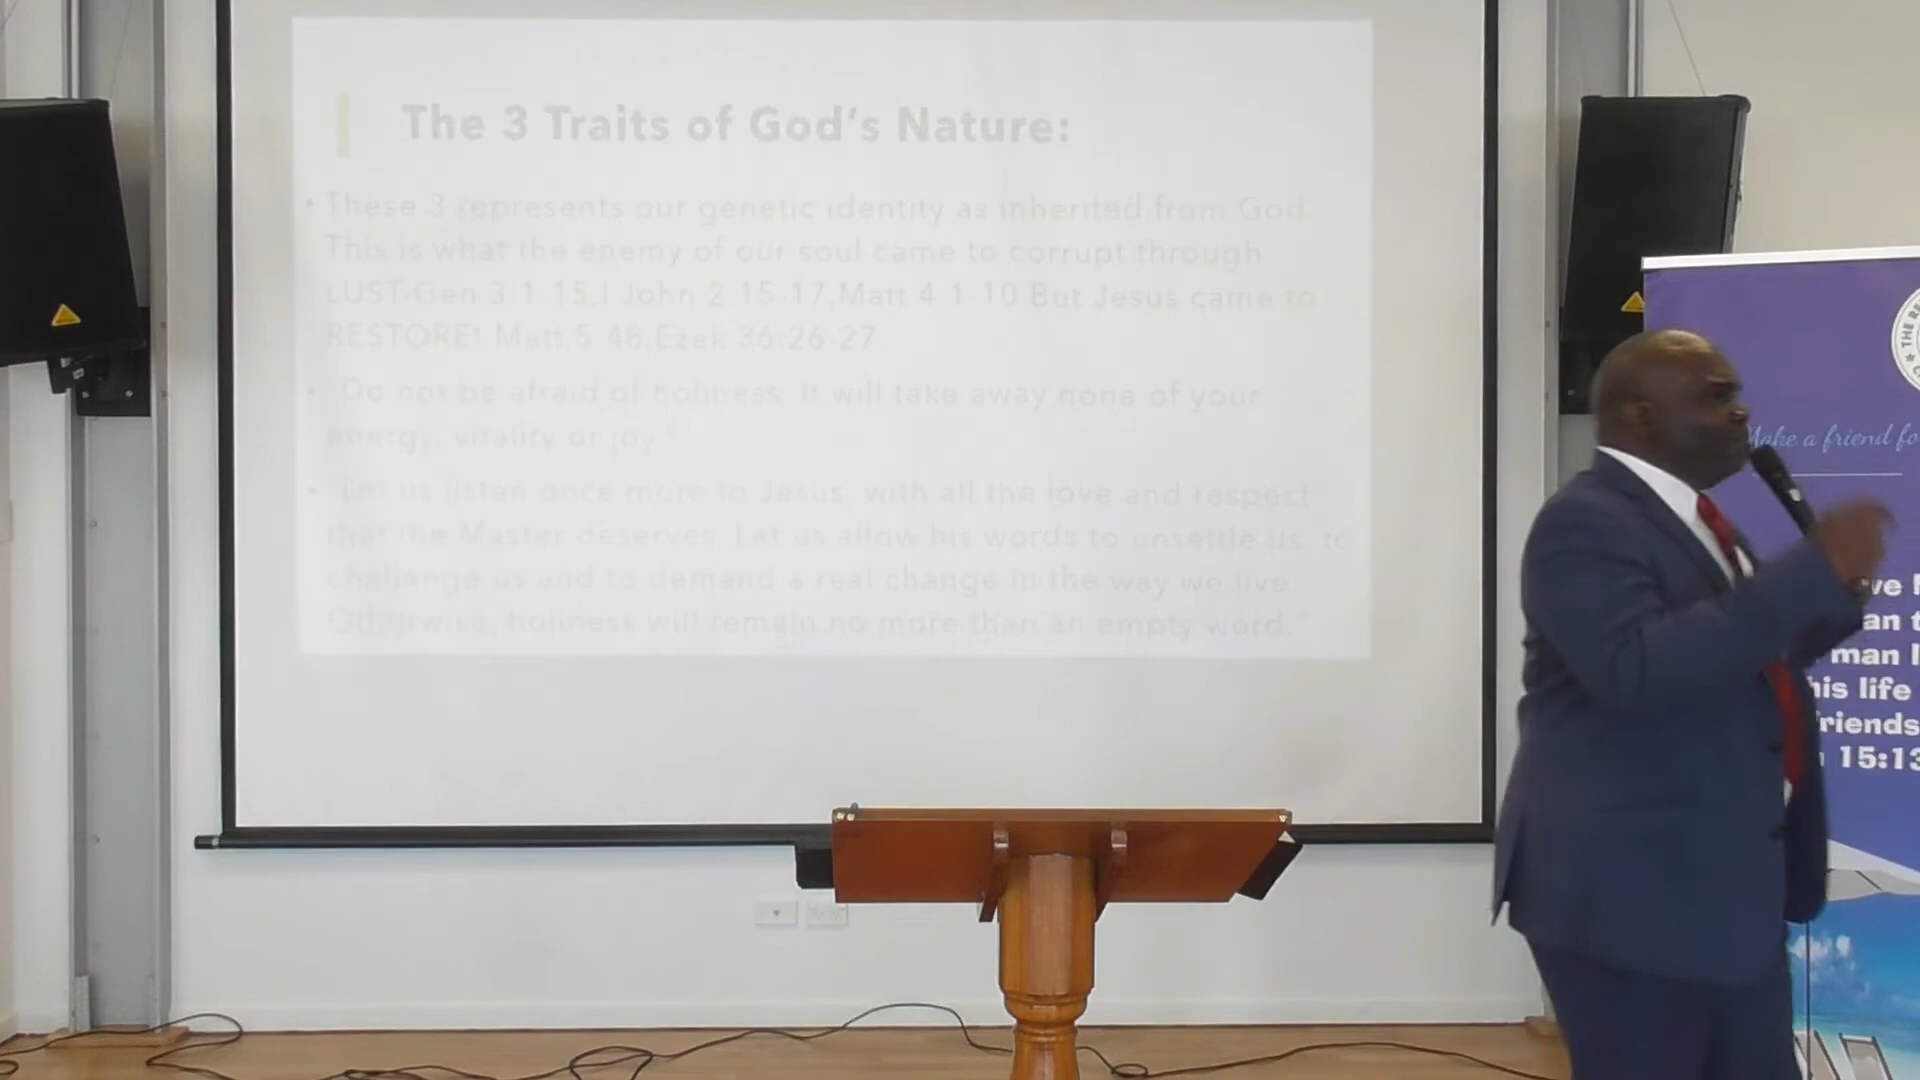 The 3 Traits of God's Nature:
• These 3 represents our genetic identity as inherited from God
This is what the enemy of our soul came to corrupt through
LUST-Gen 3:1-15,I John 2:15-17,Matt 4:1-10 But Jesus came to
RESTORE! Matt 5:48,Ezek 36:26-27
• "Do not be afraid of holiness. It will take away none of your
energy, vitality or joy."
• "Let us listen once more to Jesus, with all the love and respect
that the Master deserves. Let us allow his words to unsettle us, to
challenge us and to demand a real change in the way we live.
Otherwise, holiness will remain no more than an empty word."
THE RE
Make a friend fo
an t
man l
his life
friends
15:13